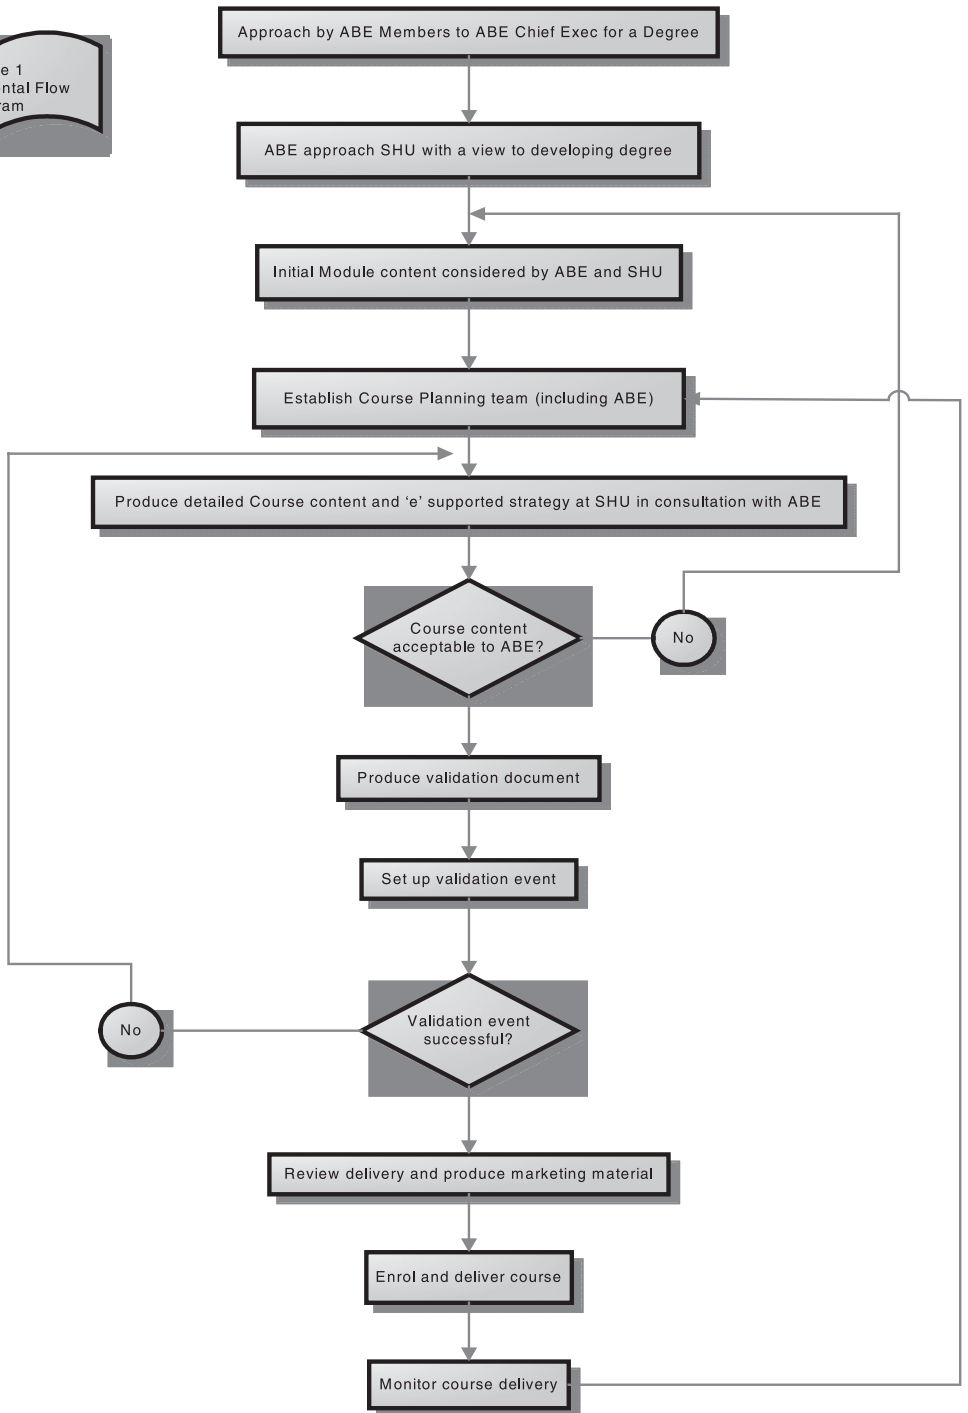 Approach by ABE Members to ABE Chief Exec for a Degree
e 1
ntal Flow
ram
ABE approach SHU with a view to developing degree
Initial Module content considered by ABE and SHU
Establish Course Planning team (including ABE)
Produce detailed Course content and ‘e’ supported strategy at SHU in consultation with ABE
Course content
acceptable to ABE?
No
Produce validation document
Set up validation event
Validation event
successful?
No
Review delivery and produce marketing material
Enrol and deliver course
Monitor course delivery